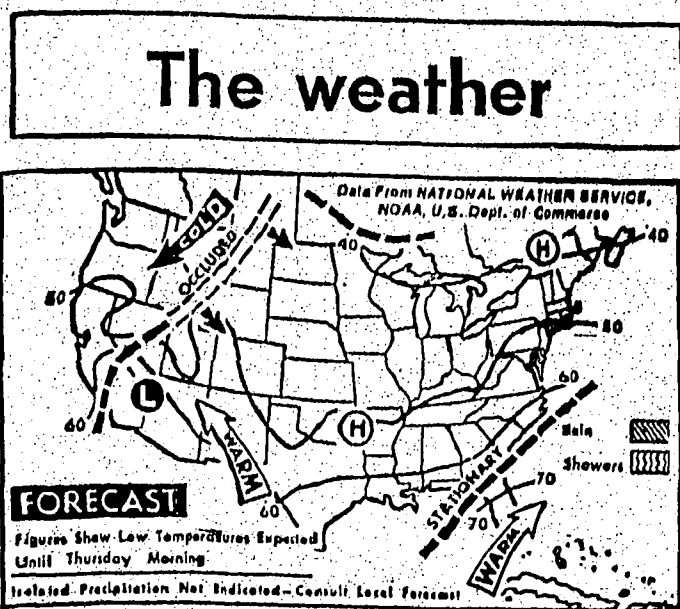 The weather
Data From NATIONAL WEATHER SERVICE,
NOAA, U.S. Dept. of Commerce
COLD
OCCLUDED
40
H
40
50
50
L
60
60
H
WARM
Rain
Showers
STATIONARY
70
70
60
WARM
FORECAST
Figures Show Low Temperatures Expected
Until Thursday Morning
Isolated Precipitation Not Indicated – Consult Local Forecast